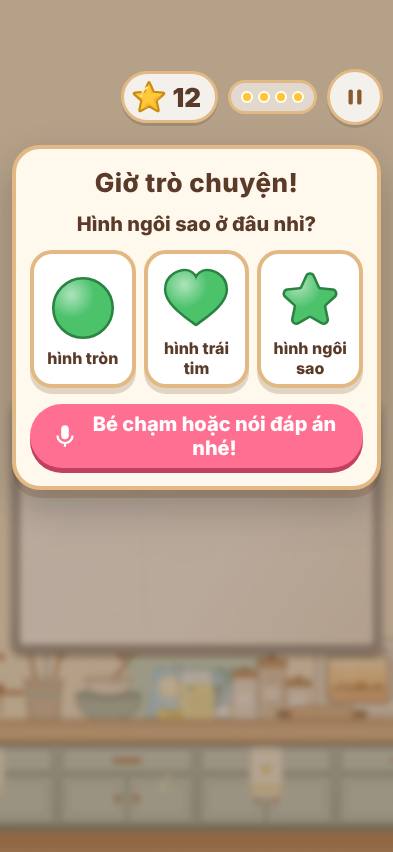 12
Giờ trò chuyện!
Hình ngôi sao ở đâu nhỉ?
hình tròn
hình trái
tim
hình ngôi
sao
Bé chạm hoặc nói đáp án
nhé!